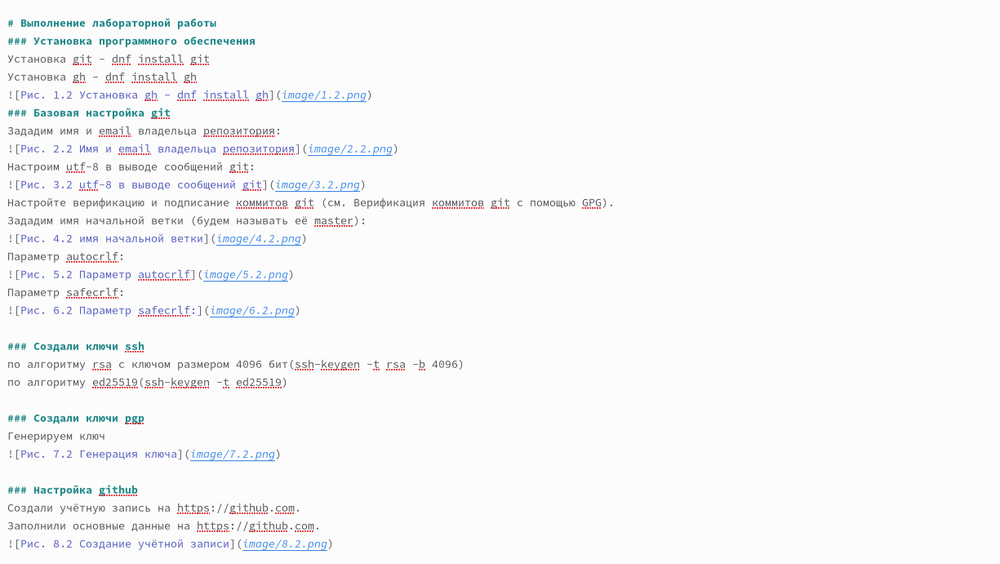 # Выполнение лабораторной работы
### Установка программного обеспечения
Установка git - dnf install git
Установка gh - dnf install gh
![Рис. 1.2 Установка gh - dnf install gh](image/1.2.png)
### Базовая настройка git
Зададим имя и email владельца репозитория:
![Рис. 2.2 Имя и email владельца репозитория](image/2.2.png)
Настроим utf-8 в выводе сообщений git:
![Рис. 3.2 utf-8 в выводе сообщений git](image/3.2.png)
Настройте верификацию и подписание коммитов git (см. Верификация коммитов git с помощью GPG).
Зададим имя начальной ветки (будем называть её master):
![Рис. 4.2 имя начальной ветки](image/4.2.png)
Параметр autocrlf:
![Рис. 5.2 Параметр autocrlf](image/5.2.png)
Параметр safecrlf:
![Рис. 6.2 Параметр safecrlf:](image/6.2.png)
### Создали ключи ssh
по алгоритму rsa с ключом размером 4096 бит(ssh-keygen -t rsa -b 4096)
по алгоритму ed25519(ssh-keygen -t ed25519)
### Создали ключи pgp
Генерируем ключ
![Рис. 7.2 Генерация ключа](image/7.2.png)
### Настройка github
Создали учётную запись на https://github.com.
Заполнили основные данные на https://github.com.
![Рис. 8.2 Создание учётной записи](image/8.2.png)